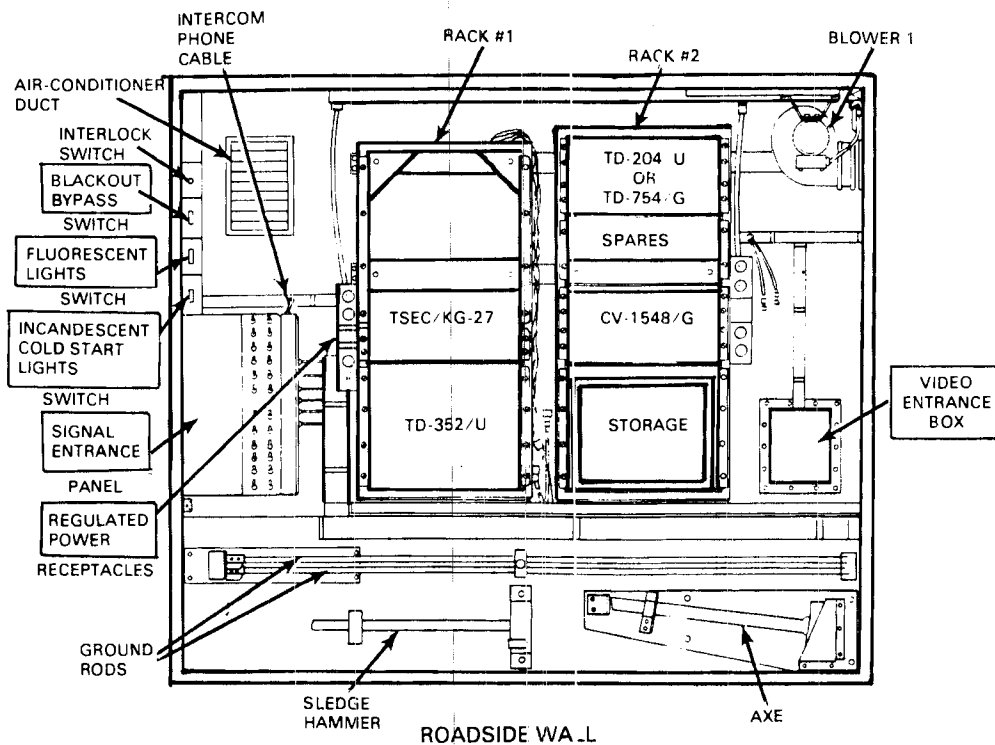 INTERCOM
PHONE
CABLE
RACK #1
RACK #2
BLOWER 1
AIR-CONDITIONER
DUCT
INTERLOCK
SWITCH
BLACKOUT
BYPASS
SWITCH
FLUORESCENT
LIGHTS
SWITCH
INCANDESCENT
COLD START
LIGHTS
SWITCH
SIGNAL
ENTRANCE
PANEL
REGULATED
POWER
RECEPTACLES
TSEC/KG-27
TD-352/U
TD-204 U
OR
TD-754/G
SPARES
CV-1548/G
STORAGE
VIDEO
ENTRANCE
BOX
GROUND
RODS
SLEDGE
HAMMER
AXE
ROADSIDE WA_L